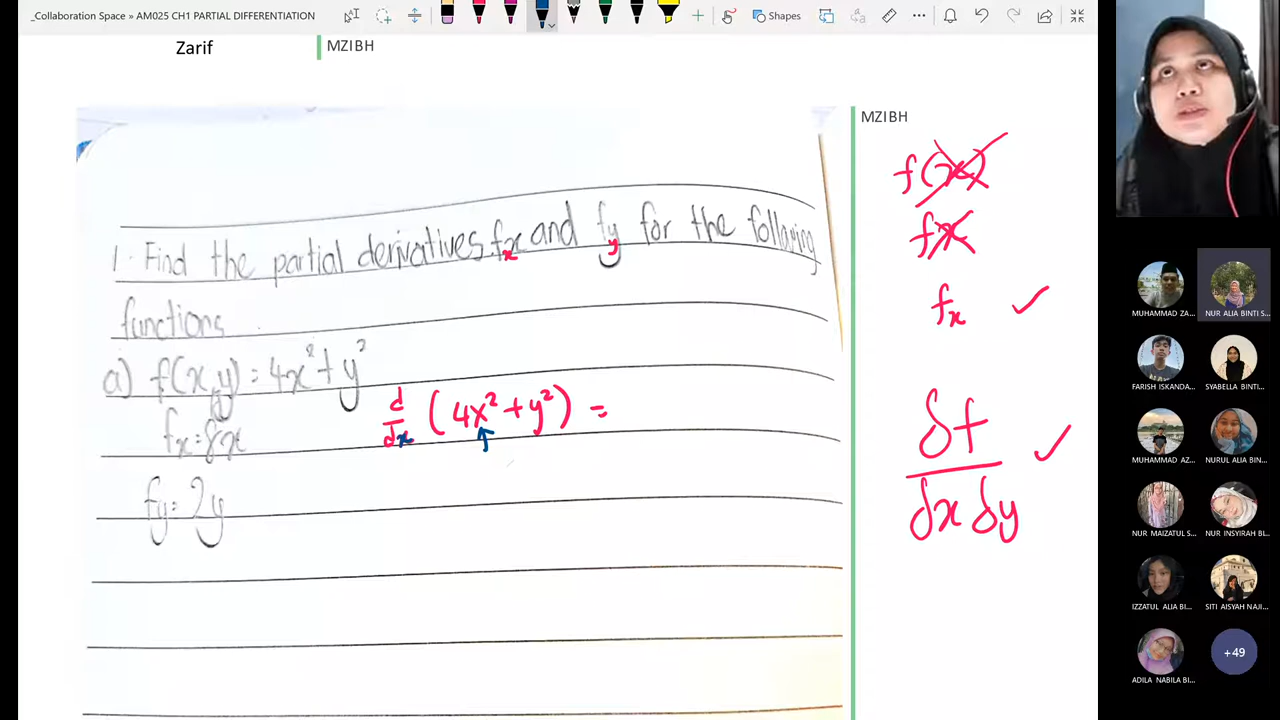 _Collaboration Space » AM025 CH1 PARTIAL DIFFERENTIATION
Shapes
Zarif
MZIBH
1. Find the partial derivatives fx and fy for the following
functions
a) f(x,y) = 4x² + y²
fx = 8x
fy = 2y
d/dx (4x² + y²) =
MZIBH
f(x)
fx
fx ✓
δf
δx δy ✓
MUHAMMAD ZA...
NUR ALIA BINTI S...
FARISH ISKANDA...
SYABELLA BINTI...
MUHAMMAD AZ...
NURUL ALIA BIN...
NUR MAIZATUL S...
NUR INSYIRAH BI...
IZZATUL ALIA BI...
SITI AISYAH NAJI...
ADILA NABILA BI...
+49